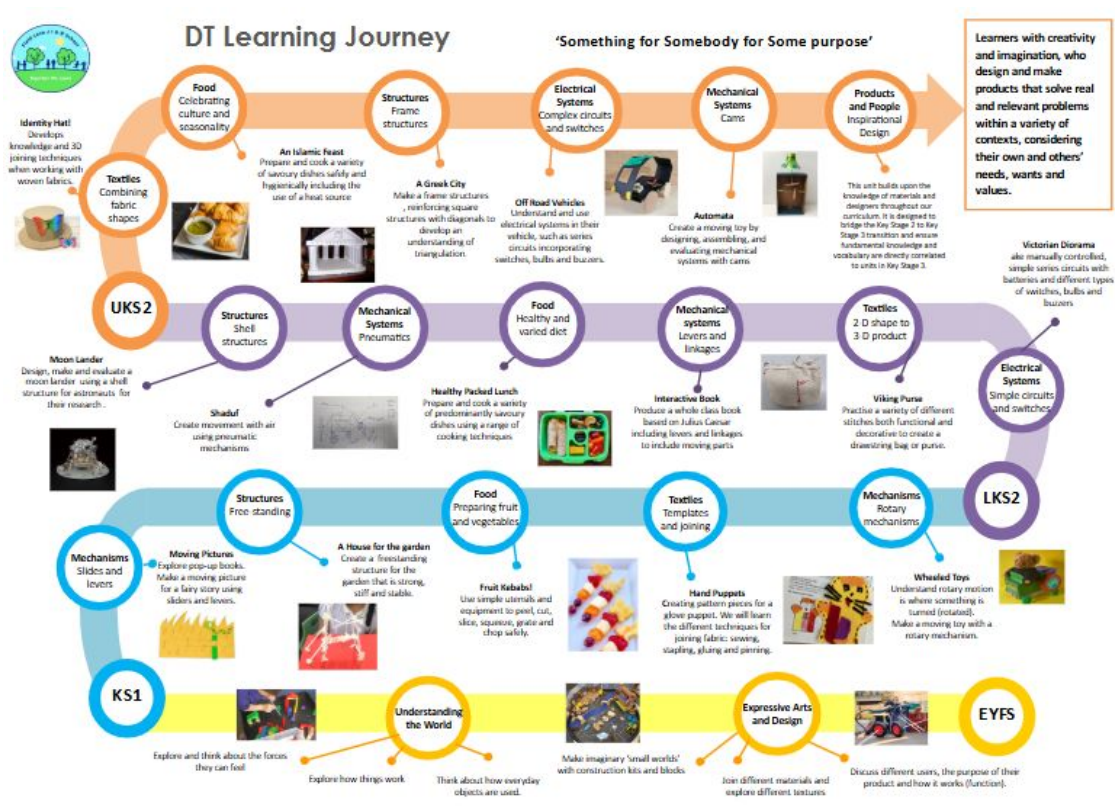 DT Learning Journey
'Something for Somebody for Some purpose'
Learners with creativity
and imagination, who
design and make
products that solve real
and relevant problems
within a variety of
contexts, considering
their own and others'
needs, wants and
values.
Identity Hat!
Develops
knowledge and 3D
joining techniques
when working with
woven fabrics.
Textiles
Combining
fabric
shapes
Food
Celebrating
culture and
seasonality
An Islamic Feast
Prepare and cook a variety
of savoury dishes safely and
hygienically including the
use of a heat source
Structures
Frame
structures
A Greek City
Make a frame structures
, reinforcing square
structures with diagonals to
develop an
understanding of
triangulation.
Electrical
Systems
Complex circuits
and switches
Off Road Vehicles
Understand and use
electrical systems in their
vehicle, such as series
circuits incorporating
switches, bulbs and buzzers.
Mechanical
Systems
Cams
Automata
Create a moving toy by
designing, assembling, and
evaluating mechanical
systems with cams
Products
and People
Inspirational
Design
This unit builds upon the
knowledge of materials and
designers throughout our
curriculum. It is designed to
bridge the Key Stage 2 to Key
Stage 3 transition and ensure
fundamental knowledge and
vocabulary are directly correlated
to units in Key Stage 3.
UKS2
Structures
Shell
structures
Moon Lander
Design, make and evaluate a
moon lander using a shell
structure for astronauts for
their research .
Mechanical
Systems
Pneumatics
Shaduf
Create movement with air
using pneumatic
mechanisms
Food
Healthy and
varied diet
Healthy Packed Lunch
Prepare and cook a variety
of predominantly savoury
dishes using a range of
cooking techniques
Mechanical
systems
Levers and
linkages
Interactive Book
Produce a whole class book
based on Julius Caesar
including levers and linkages
to include moving parts
Textiles
2 D shape to
3 D product
Viking Purse
Practise a variety of different
stitches both functional and
decorative to create a
drawstring bag or purse.
Victorian Diorama
ake manually controlled,
simple series circuits with
batteries and different types
of switches, bulbs and
buzzers
Electrical
Systems
Simple circuits
and switches
LKS2
Mechanisms
Slides and
levers
Moving Pictures
Explore pop-up books.
Make a moving picture
for a fairy story using
sliders and levers.
Structures
Free-standing
A House for the garden
Create a freestanding
structure for the
garden that is strong,
stiff and stable.
Food
Preparing fruit
and vegetables
Fruit Kebabs!
Use simple utensils and
equipment to peel, cut,
slice, squeeze, grate and
chop safely.
Textiles
Templates
and joining
Hand Puppets
Creating pattern pieces for a
glove puppet. We will learn
the different techniques for
joining fabric: sewing,
stapling, gluing and pinning.
Mechanisms
Rotary
mechanisms
Wheeled Toys
Understand rotary motion
is where something is
turned (rotated).
Make a moving toy with a
rotary mechanism.
KS1
Understanding
the World
Explore and think about the forces
they can feel
Explore how things work
Think about how everyday
objects are used.
Expressive Arts
and Design
Make imaginary 'small worlds'
with construction kits and blocks
Join different materials and
explore different textures
Discuss different users, the purpose of their
product and how it works (function).
EYFS